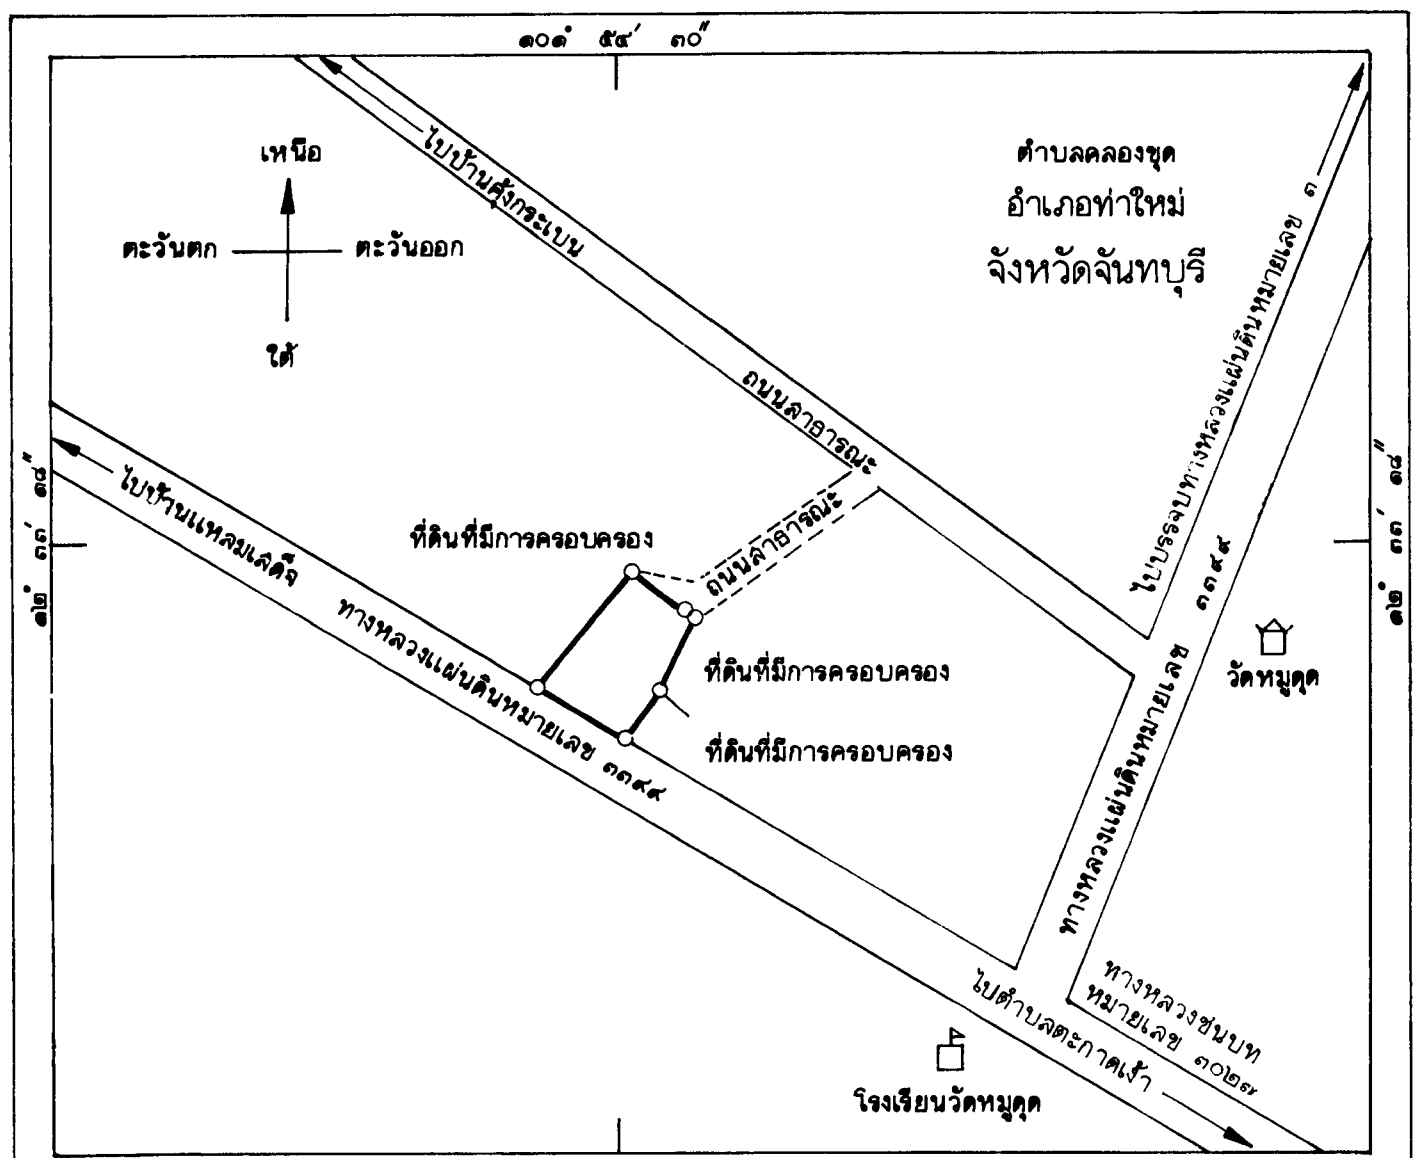 ๑๐๑° ๕๔′ ๓๐″
เหนือ
ตะวันตก
ตะวันออก
ใต้
ตำบลคลองขุด
อำเภอท่าใหม่
จังหวัดจันทบุรี
ไปบ้านคุ้งกระเบน
ถนนสาธารณะ
ไปบรรจบทางหลวงแผ่นดินหมายเลข ๓
๑๒° ๓๓′ ๑๘″
๑๒° ๓๓′ ๑๘″
ไปบ้านแหลมเสด็จ
ทางหลวงแผ่นดินหมายเลข ๓๓๙๙
ที่ดินที่มีการครอบครอง
ถนนสาธารณะ
ที่ดินที่มีการครอบครอง
ที่ดินที่มีการครอบครอง
ทางหลวงแผ่นดินหมายเลข ๓๓๙๙
วัดหมูดุด
ไปตำบลตะกาดเง้า
ทางหลวงชนบท
หมายเลข ๓๐๒๗
โรงเรียนวัดหมูดุด